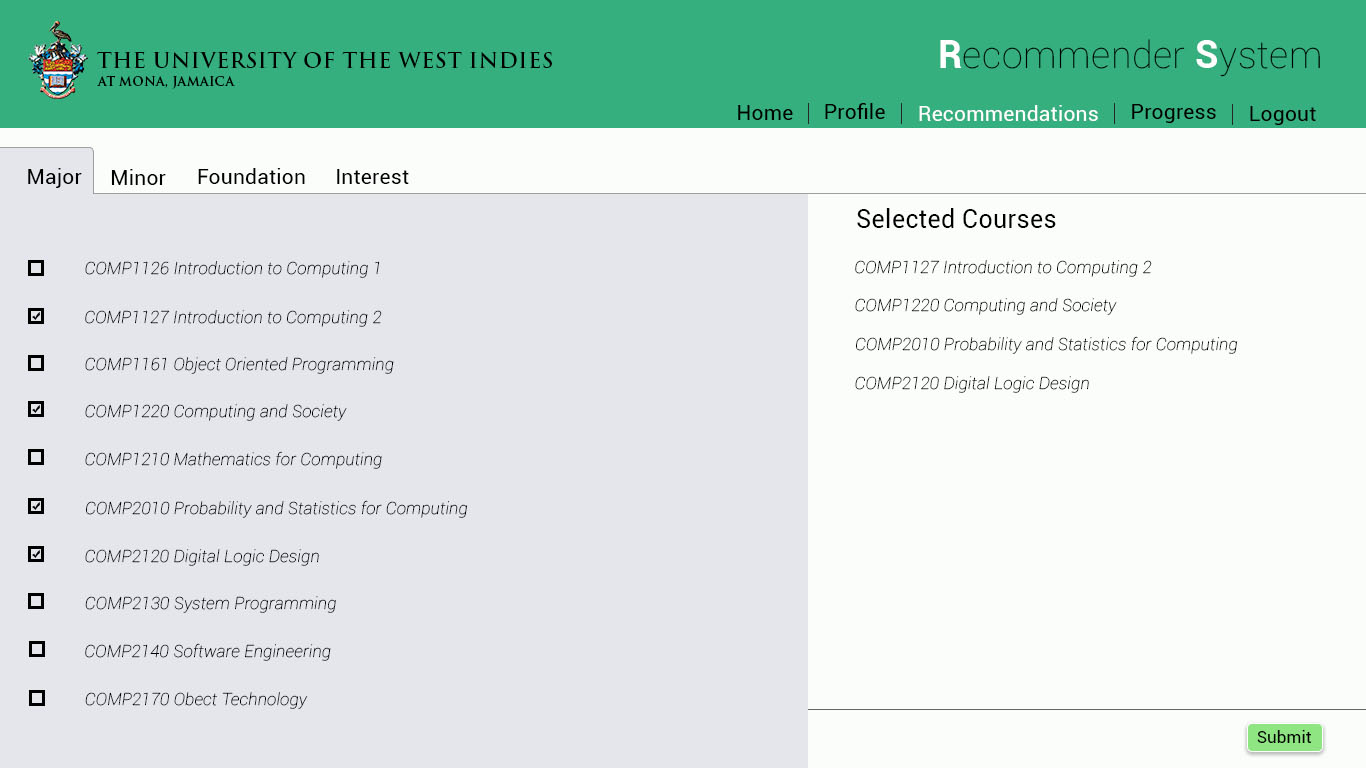 THE UNIVERSITY OF THE WEST INDIES
AT MONA, JAMAICA
Recommender System
Home | Profile | Recommendations | Progress | Logout
Major Minor Foundation Interest
COMP1126 Introduction to Computing 1
COMP1127 Introduction to Computing 2
COMP1161 Object Oriented Programming
COMP1220 Computing and Society
COMP1210 Mathematics for Computing
COMP2010 Probability and Statistics for Computing
COMP2120 Digital Logic Design
COMP2130 System Programming
COMP2140 Software Engineering
COMP2170 Obect Technology
Selected Courses
COMP1127 Introduction to Computing 2
COMP1220 Computing and Society
COMP2010 Probability and Statistics for Computing
COMP2120 Digital Logic Design
Submit